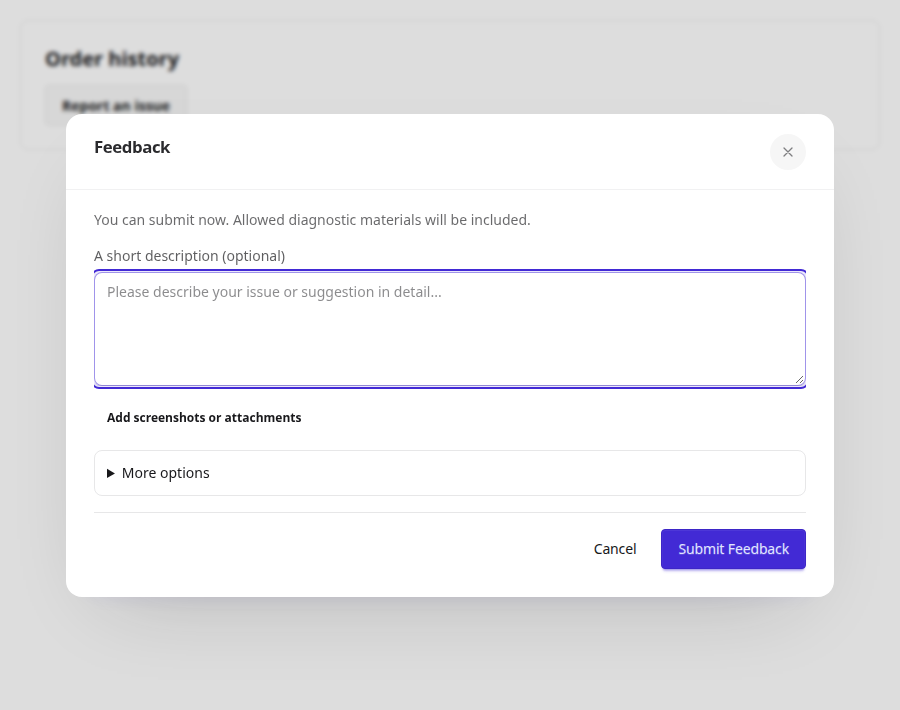 Order history
Report an issue
Feedback
You can submit now. Allowed diagnostic materials will be included.
A short description (optional)
Please describe your issue or suggestion in detail...
Add screenshots or attachments
More options
Cancel
Submit Feedback